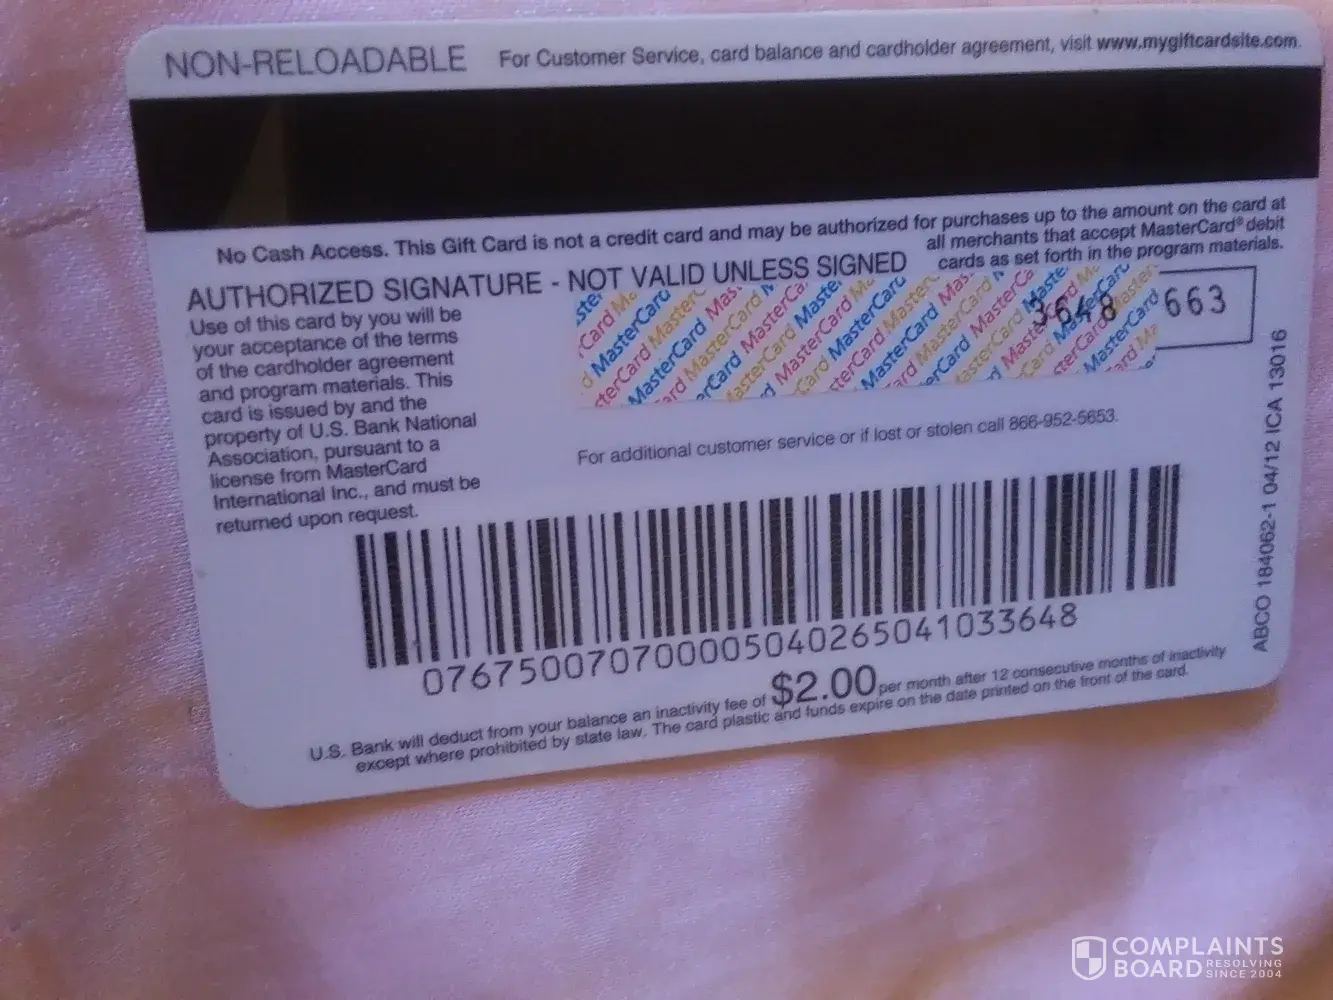 NON-RELOADABLE For Customer Service, card balance and cardholder agreement, visit www.mygiftcardsite.com.
No Cash Access. This Gift Card is not a credit card and may be authorized for purchases up to the amount on the card at
all merchants that accept MasterCard® debit
cards as set forth in the program materials.
AUTHORIZED SIGNATURE - NOT VALID UNLESS SIGNED
Use of this card by you will be
your acceptance of the terms
of the cardholder agreement
and program materials. This
card is issued by and the
property of U.S. Bank National
Association, pursuant to a
license from MasterCard
International Inc., and must be
returned upon request.
MasterCard MasterCard MasterCard
3648 663
For additional customer service or if lost or stolen call 866-952-5653.
07675007070000504026504103​3648
U.S. Bank will deduct from your balance an inactivity fee of $2.00 per month after 12 consecutive months of inactivity
except where prohibited by state law. The card plastic and funds expire on the date printed on the front of the card.
ABCO 184062-1 04/12 ICA 13016
COMPLAINTS
BOARD RESOLVING
SINCE 2004